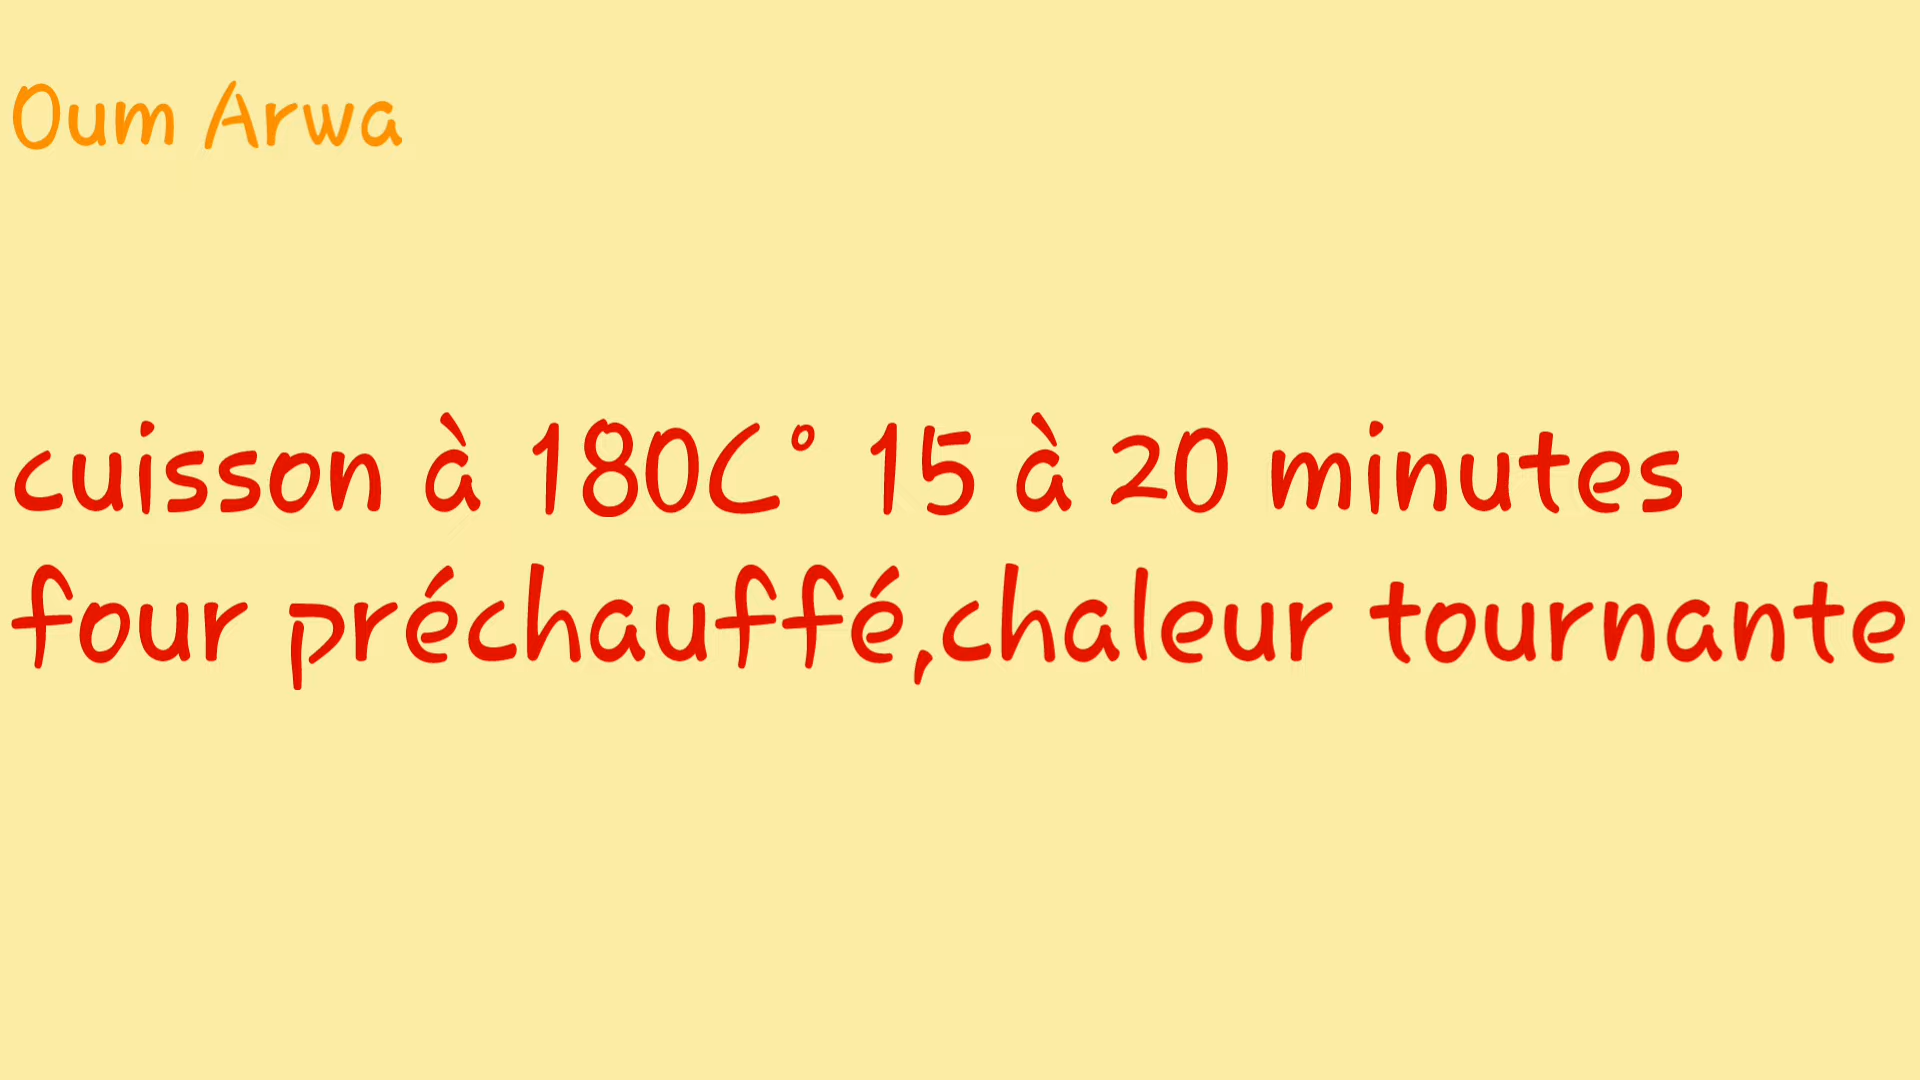 Oum Arwa
cuisson à 180C° 15 à 20 minutes
four préchauffé,chaleur tournante